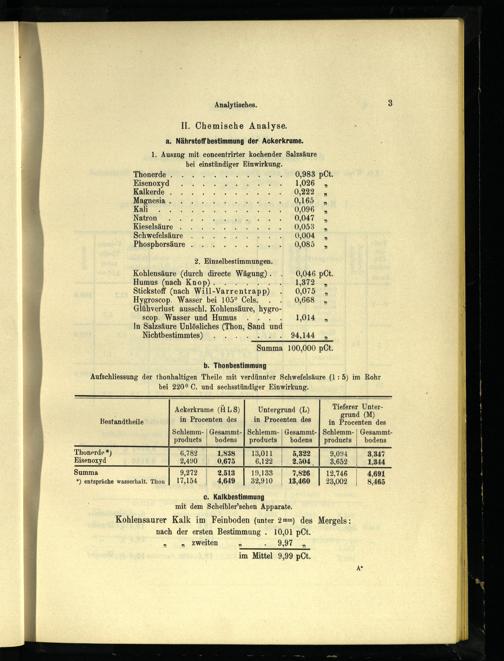 Analytisches. 3
II. Chemische Analyse.
a. Nährstoffbestimmung der Ackerkrume.
1. Auszug mit concentrirter kochender Salzsäure
bei einstündiger Einwirkung.
Thonerde . . . . . . . . . . . 0,983 pCt.
Eisenoxyd . . . . . . . . . . 1,026 „
Kalkerde . . . . . . . . . . . 0,222 „
Magnesia . . . . . . . . . . . 0,165 „
Kali . . . . . . . . . . . . 0,096 „
Natron . . . . . . . . . . . 0,047 „
Kieselsäure . . . . . . . . . . 0,053 „
Schwefelsäure . . . . . . . . . 0,004 „
Phosphorsäure . . . . . . . . . 0,085 „
2. Einzelbestimmungen.
Kohlensäure (durch directe Wägung) . . 0,046 pCt.
Humus (nach Knop) . . . . . . . 1,372 „
Stickstoff (nach Will-Varrentrapp) . 0,075 „
Hygroscop. Wasser bei 105° Cels. . . 0,668 „
Glühverlust ausschl. Kohlensäure, hygro-
scop. Wasser und Humus . . . . 1,014 „
In Salzsäure Unlösliches (Thon, Sand und
Nichtbestimmtes) . . . . . . . 94,144 „
Summa 100,000 pCt.
b. Thonbestimmung
Aufschliessung der thonhaltigen Theile mit verdünnter Schwefelsäure (1 : 5) im Rohr
bei 220° C. und sechsstündiger Einwirkung.
Bestandtheile
Ackerkrume (ȞLS) in Procenten des
Untergrund (L) in Procenten des
Tieferer Unter-
grund (M)
in Procenten des
Schlemm- Gesammt- Schlemm- Gesammt- Schlemm- Gesammt-
products bodens products bodens products bodens
Thonerde*) 6,782 1,838 13,011 5,322 9,094 3,347
Eisenoxyd 2,490 0,675 6,122 2,504 3,652 1,344
Summa 9,272 2,513 19,133 7,826 12,746 4,691
*) entspräche wasserhalt. Thon 17,154 4,649 32,910 13,460 23,002 8,465
c. Kalkbestimmung
mit dem Scheibler'schen Apparate.
Kohlensaurer Kalk im Feinboden (unter 2mm) des Mergels:
nach der ersten Bestimmung . 10,01 pCt.
„ „ zweiten „ . 9,97 „
im Mittel 9,99 pCt.
A*